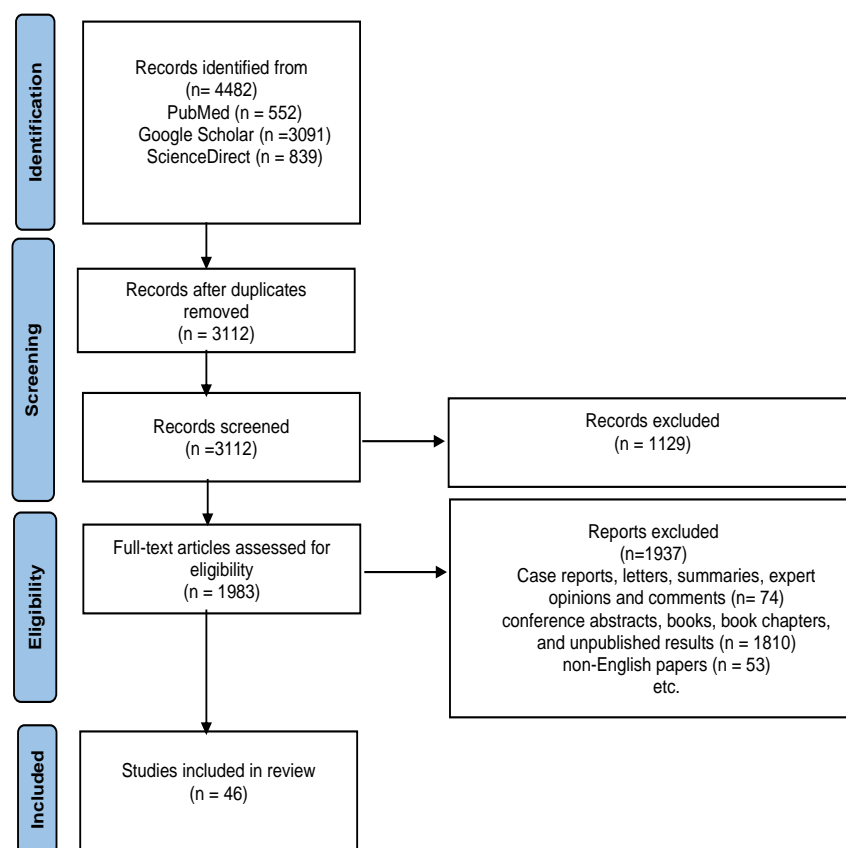 Identification
Records identified from
(n= 4482)
PubMed (n = 552)
Google Scholar (n =3091)
ScienceDirect (n = 839)
Screening
Records after duplicates
removed
(n = 3112)
Records screened
(n =3112)
Records excluded
(n = 1129)
Eligibility
Full-text articles assessed for
eligibility
(n = 1983)
Reports excluded
(n=1937)
Case reports, letters, summaries, expert
opinions and comments (n= 74)
conference abstracts, books, book chapters,
and unpublished results (n = 1810)
non-English papers (n = 53)
etc.
Included
Studies included in review
(n = 46)